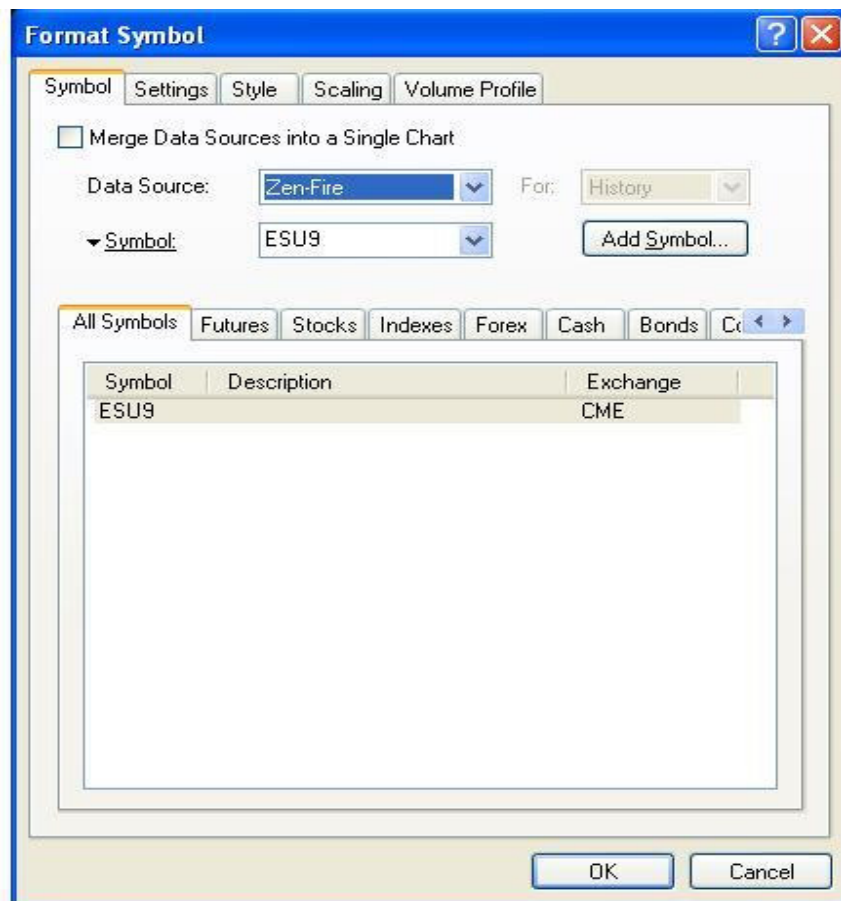 Format Symbol
Symbol Settings Style Scaling Volume Profile
Merge Data Sources into a Single Chart
Data Source: Zen-Fire For: History
Symbol: ESU9 Add Symbol...
All Symbols Futures Stocks Indexes Forex Cash Bonds
Symbol Description Exchange
ESU9 CME
OK Cancel